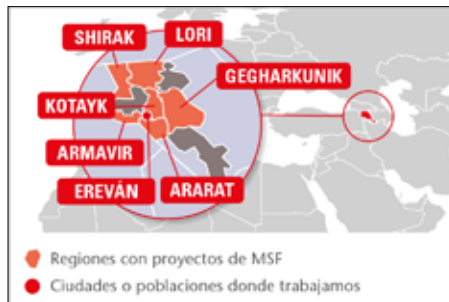 SHIRAK
LORI
GEGHARKUNIK
KOTAYK
ARMAVIR
EREVÁN
ARARAT
Regiones con proyectos de MSF
Ciudades o poblaciones donde trabajamos